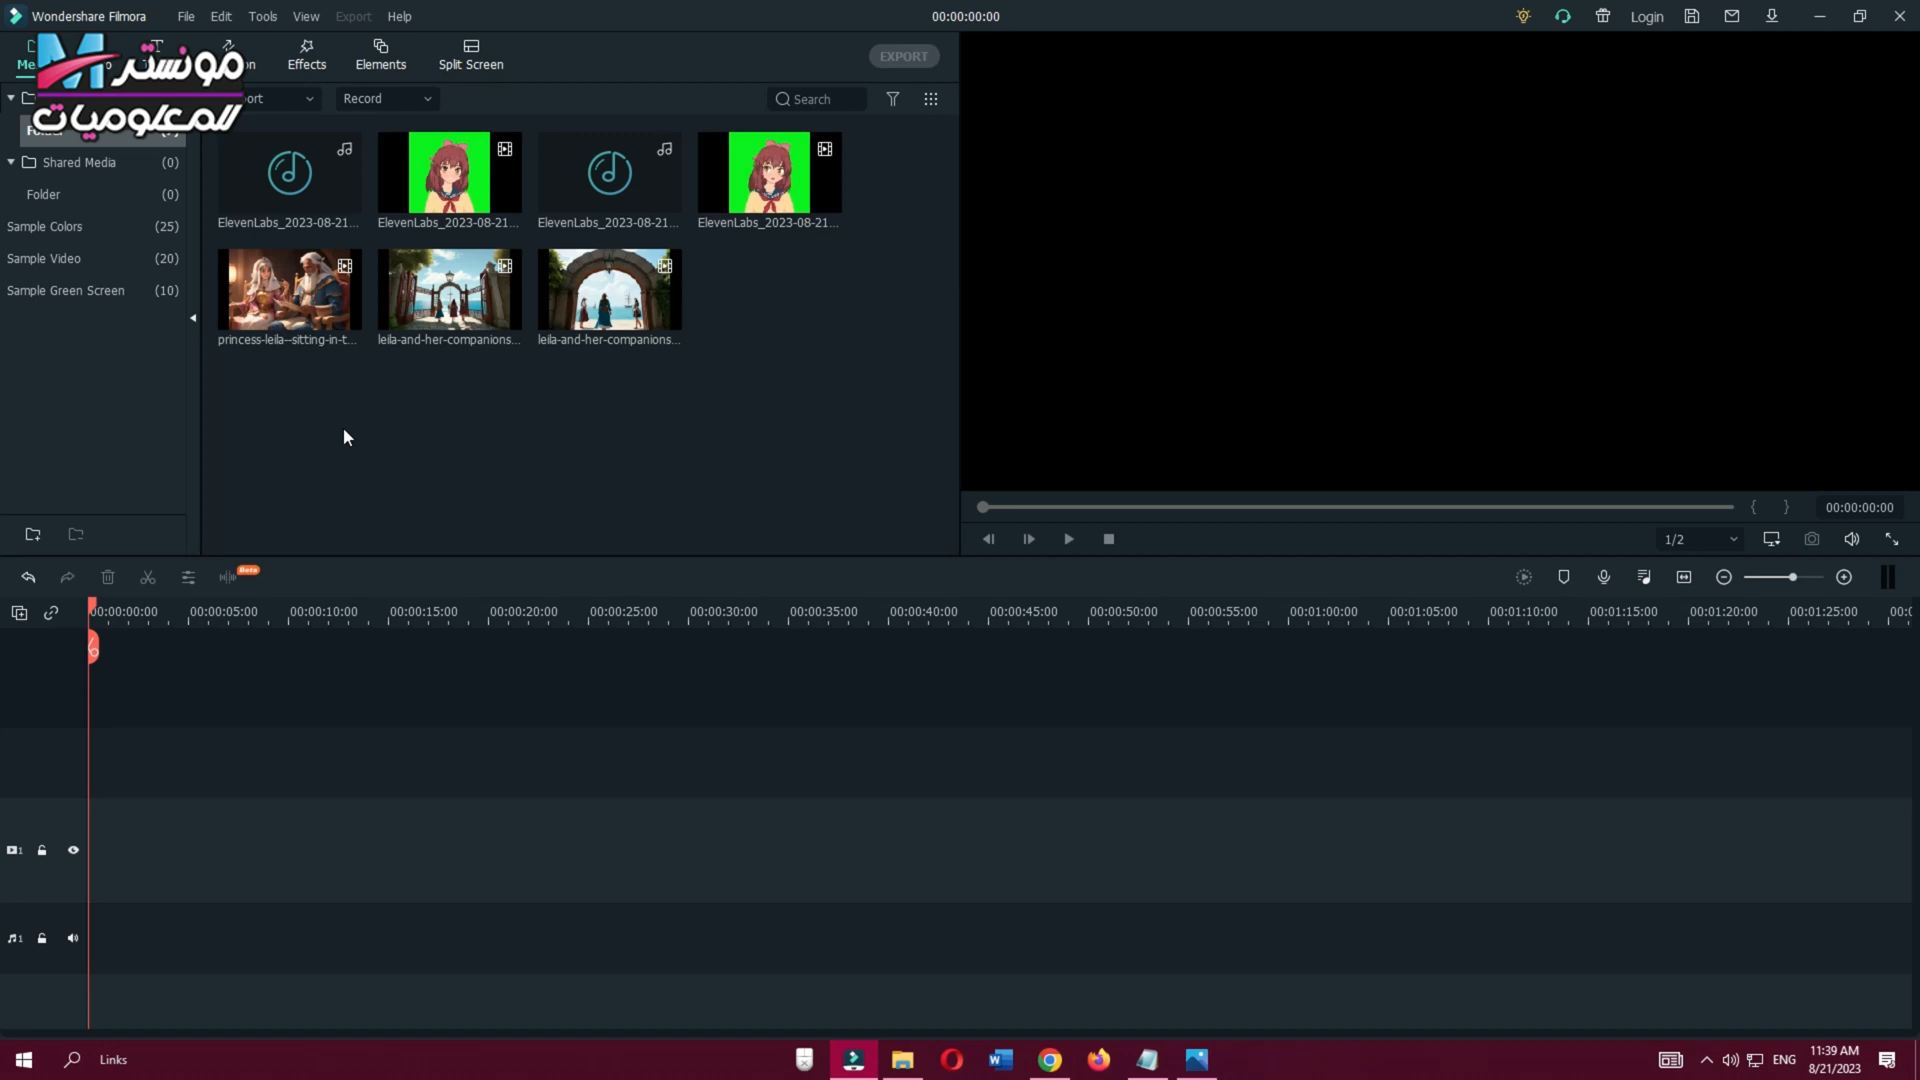 Wondershare Filmora File Edit Tools View Export Help 00:00:00:00 Login
Effects Elements Split Screen EXPORT
مونستر
للمعلوميات
Record Search
Shared Media (0)
Folder (0)
Sample Colors (25)
Sample Video (20)
Sample Green Screen (10)
ElevenLabs_2023-08-21... ElevenLabs_2023-08-21... ElevenLabs_2023-08-21... ElevenLabs_2023-08-21...
princess-leila--sitting-in-t... leila-and-her-companions... leila-and-her-companions...
00:00:00:00
1/2
Beta
00:00:00:00 00:00:05:00 00:00:10:00 00:00:15:00 00:00:20:00 00:00:25:00 00:00:30:00 00:00:35:00 00:00:40:00 00:00:45:00 00:00:50:00 00:00:55:00 00:01:00:00 00:01:05:00 00:01:10:00 00:01:15:00 00:01:20:00 00:01:25:00
1
1
Links ENG 11:39 AM
8/21/2023